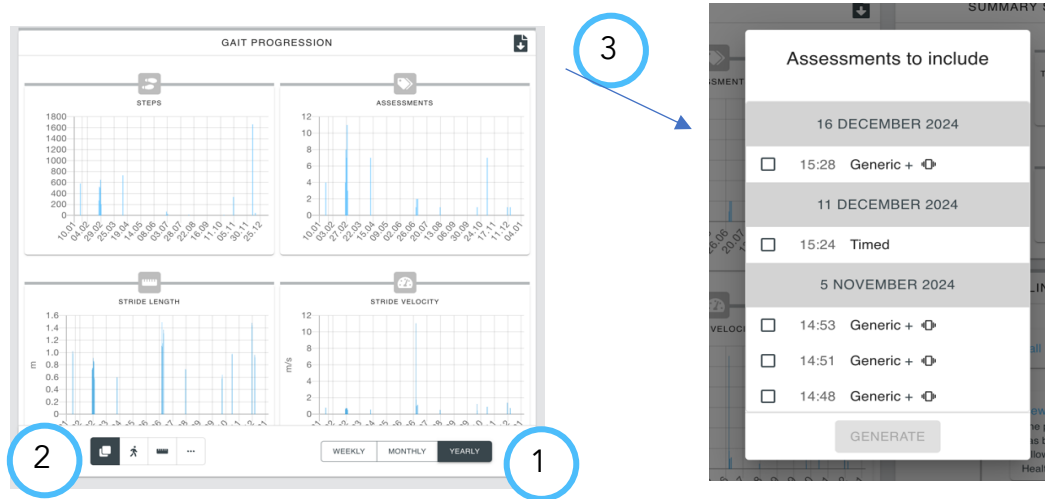 GAIT PROGRESSION
STEPS
1800
1600
1400
1200
1000
800
600
400
200
0
10.01 04.02 29.02 25.03 19.04 14.05 08.06 03.07 28.07 22.08 16.09 11.10 05.11 30.11 25.12
ASSESSMENTS
12
10
8
6
4
2
0
10.01 03.02 27.02 22.03 15.04 09.05 02.06 26.06 20.07 13.08 06.09 30.09 24.10 17.11 11.12 04.01
STRIDE LENGTH
1.6
1.4
1.2
1.0
0.8
0.6
0.4
0.2
0
m
STRIDE VELOCITY
12
10
8
6
4
2
0
m/s
WEEKLY MONTHLY YEARLY
1
2
3
SUMMARY
Assessments to include
16 DECEMBER 2024
15:28 Generic +
11 DECEMBER 2024
15:24 Timed
5 NOVEMBER 2024
14:53 Generic +
14:51 Generic +
14:48 Generic +
GENERATE